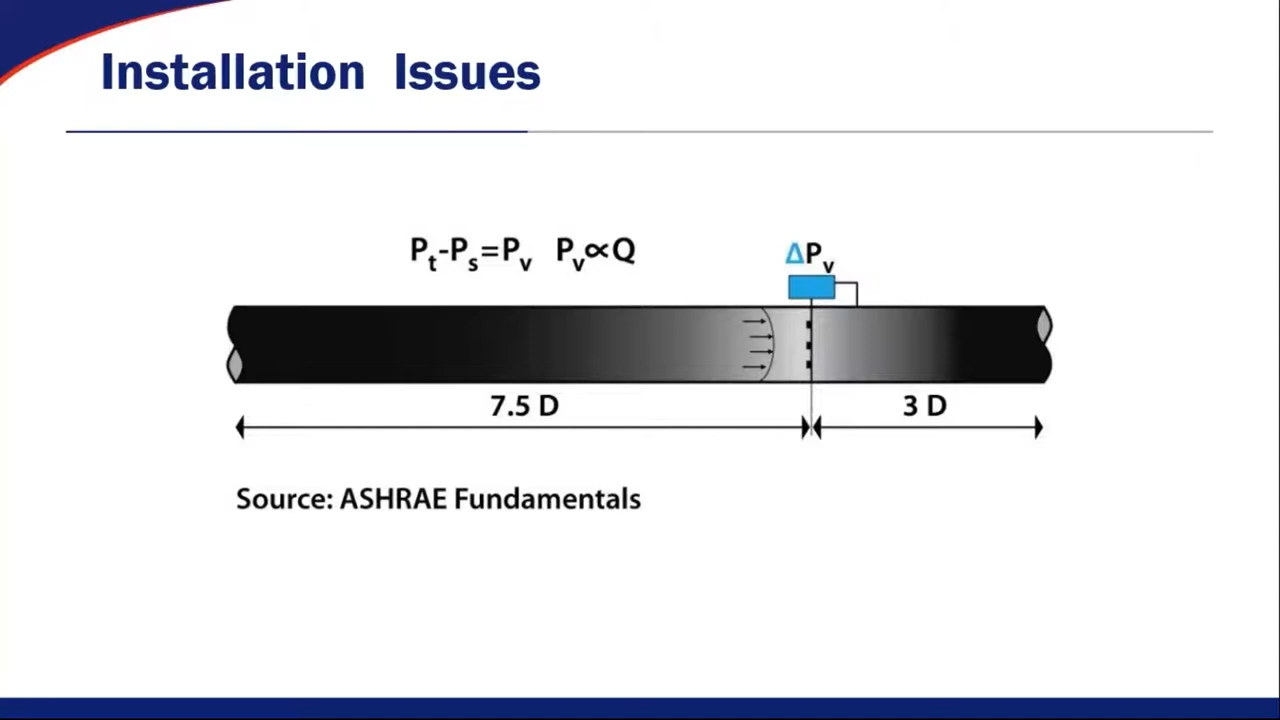 Installation Issues
Pt-Ps=Pv Pv∝Q
ΔPv
7.5 D
3 D
Source: ASHRAE Fundamentals